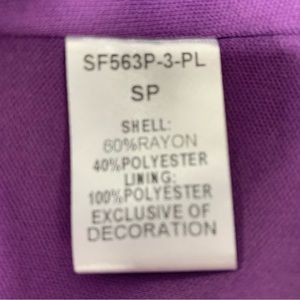 SF563P-3-PL
SP
SHELL:
60%RAYON
40%POLYESTER
LINING:
100%POLYESTER
EXCLUSIVE OF
DECORATION